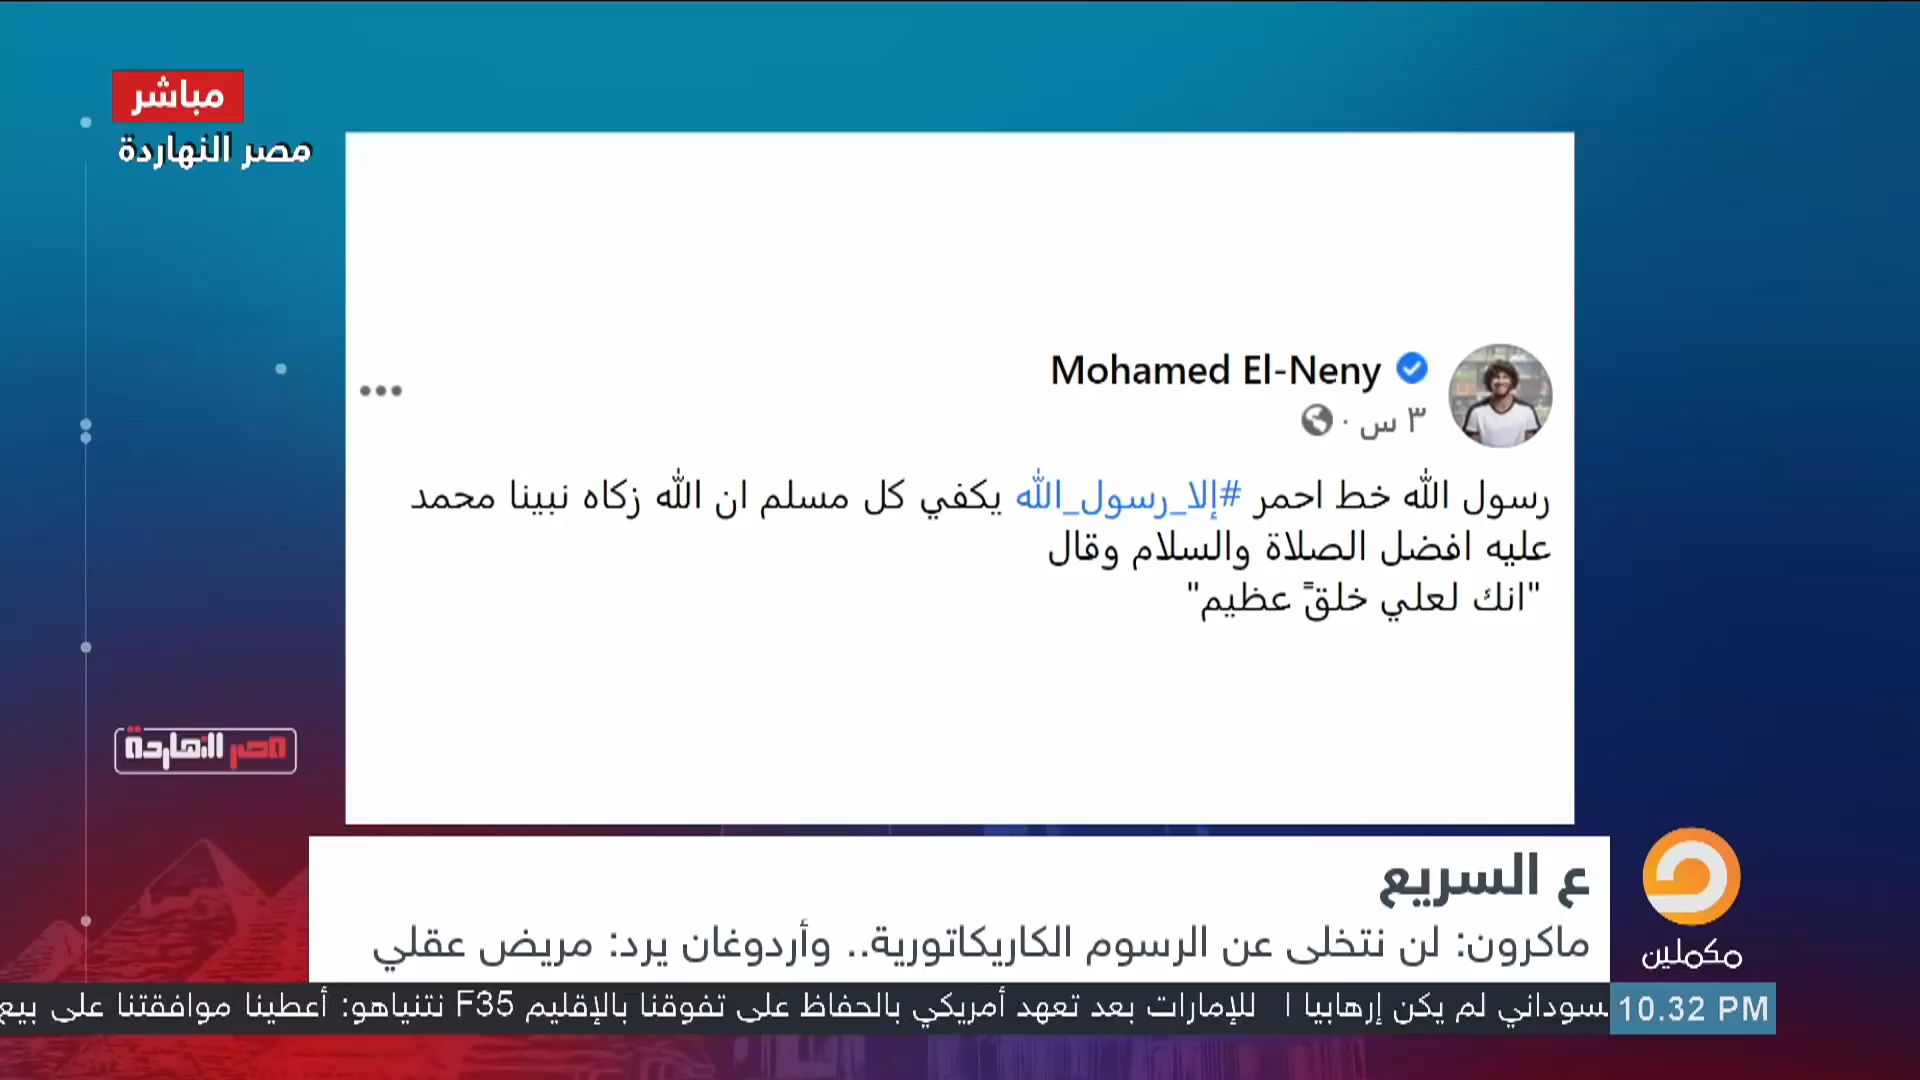 مباشر
مصر النهاردة
Mohamed El-Neny
٣ س ·
رسول الله خط احمر #إلا_رسول_الله يكفي كل مسلم ان الله زكاه نبينا محمد
عليه افضل الصلاة والسلام وقال
"انك لعلي خلقٍ عظيم"
مصر النهاردة
ع السريع
ماكرون: لن نتخلى عن الرسوم الكاريكاتورية.. وأردوغان يرد: مريض عقلي
مكملين
سوداني لم يكن إرهابيا | للإمارات بعد تعهد أمريكي بالحفاظ على تفوقنا بالإقليم F35 نتنياهو: أعطينا موافقتنا على بيع
10.32 PM